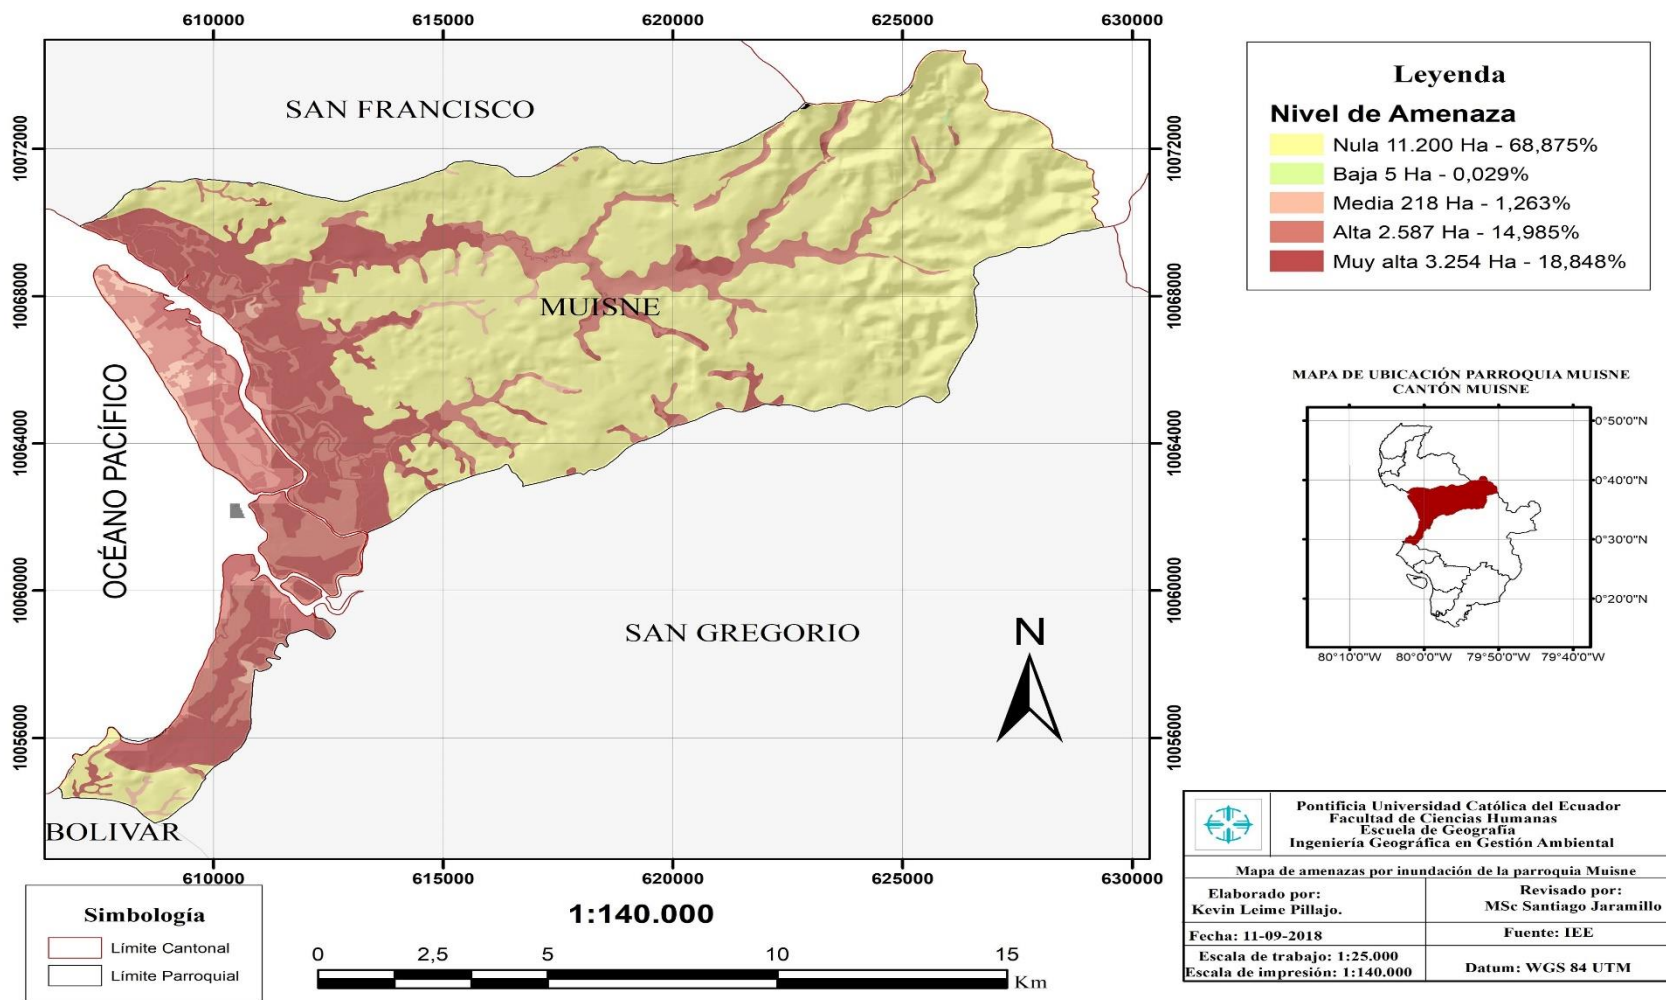 610000 615000 620000 625000 630000
10072000
10068000
10064000
10060000
10056000
SAN FRANCISCO
MUISNE
OCÉANO PACÍFICO
SAN GREGORIO
BOLIVAR
N
10072000
10068000
10064000
10060000
10056000
610000 615000 620000 625000 630000
Leyenda
Nivel de Amenaza
Nula 11.200 Ha - 68,875%
Baja 5 Ha - 0,029%
Media 218 Ha - 1,263%
Alta 2.587 Ha - 14,985%
Muy alta 3.254 Ha - 18,848%
MAPA DE UBICACIÓN PARROQUIA MUISNE
CANTÓN MUISNE
0°50'0"N
0°40'0"N
0°30'0"N
0°20'0"N
80°10'0"W 80°0'0"W 79°50'0"W 79°40'0"W
Simbología
Límite Cantonal
Límite Parroquial
1:140.000
0 2,5 5 10 15
Km
Pontificia Universidad Católica del Ecuador
Facultad de Ciencias Humanas
Escuela de Geografía
Ingeniería Geográfica en Gestión Ambiental
Mapa de amenazas por inundación de la parroquia Muisne
Elaborado por:
Kevin Leime Pillajo.
Revisado por:
MSc Santiago Jaramillo
Fecha: 11-09-2018
Fuente: IEE
Escala de trabajo: 1:25.000
Escala de impresión: 1:140.000
Datum: WGS 84 UTM